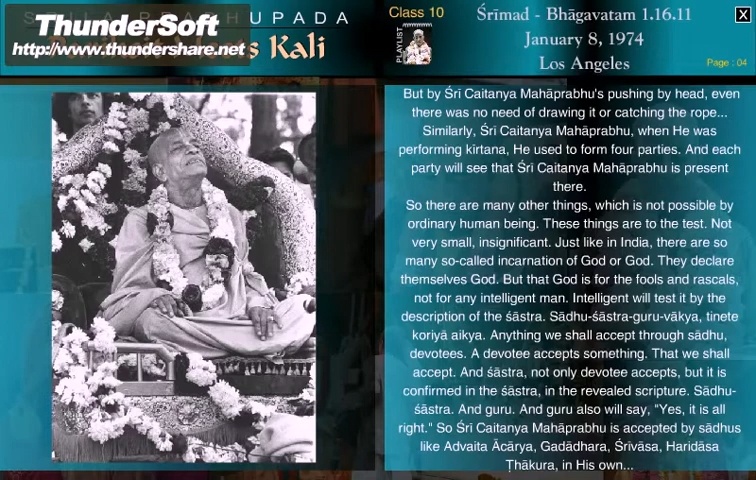 SRILA PRABHUPADA
ThunderSoft
http://www.thundershare.net
Kali
Class 10
PLAYLIST
Śrīmad - Bhāgavatam 1.16.11
January 8, 1974
Los Angeles
X
Page : 04
But by Śrī Caitanya Mahāprabhu's pushing by head, even
there was no need of drawing it or catching the rope...
Similarly, Śrī Caitanya Mahāprabhu, when He was
performing kīrtana, He used to form four parties. And each
party will see that Śrī Caitanya Mahāprabhu is present
there.
So there are many other things, which is not possible by
ordinary human being. These things are to the test. Not
very small, insignificant. Just like in India, there are so
many so-called incarnation of God or God. They declare
themselves God. But that God is for the fools and rascals,
not for any intelligent man. Intelligent will test it by the
description of the śāstra. Sādhu-śāstra-guru-vākya, tinete
koriyā aikya. Anything we shall accept through sādhu,
devotees. A devotee accepts something. That we shall
accept. And śāstra, not only devotee accepts, but it is
confirmed in the śāstra, in the revealed scripture. Sādhu-
śāstra. And guru. And guru also will say, "Yes, it is all
right." So Śrī Caitanya Mahāprabhu is accepted by sādhus
like Advaita Ācārya, Gadādhara, Śrīvāsa, Haridāsa
Ṭhākura, in His own...